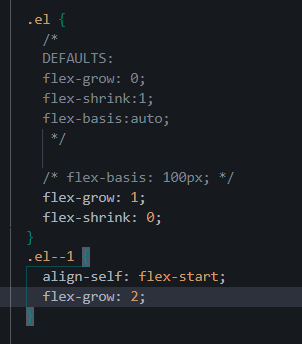 .el {
/*
DEFAULTS:
flex-grow: 0;
flex-shrink:1;
flex-basis:auto;
*/
/* flex-basis: 100px; */
flex-grow: 1;
flex-shrink: 0;
}
.el--1 {
align-self: flex-start;
flex-grow: 2;
}